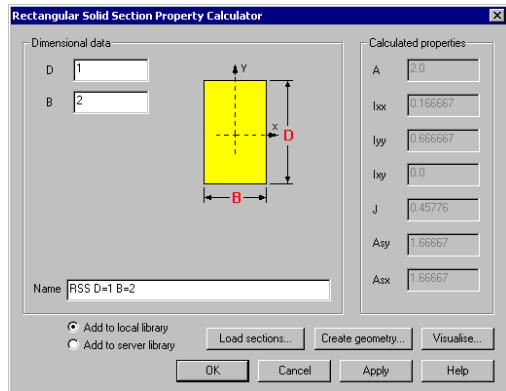 Rectangular Solid Section Property Calculator
Dimensional data
D 1
B 2
y
x
D
B
Name RSS D=1 B=2
Calculated properties
A 2.0
Ixx 0.166667
Iyy 0.666667
Ixy 0.0
J 0.45776
Asy 1.66667
Asx 1.66667
Add to local library
Add to server library
Load sections...
Create geometry...
Visualise...
OK
Cancel
Apply
Help